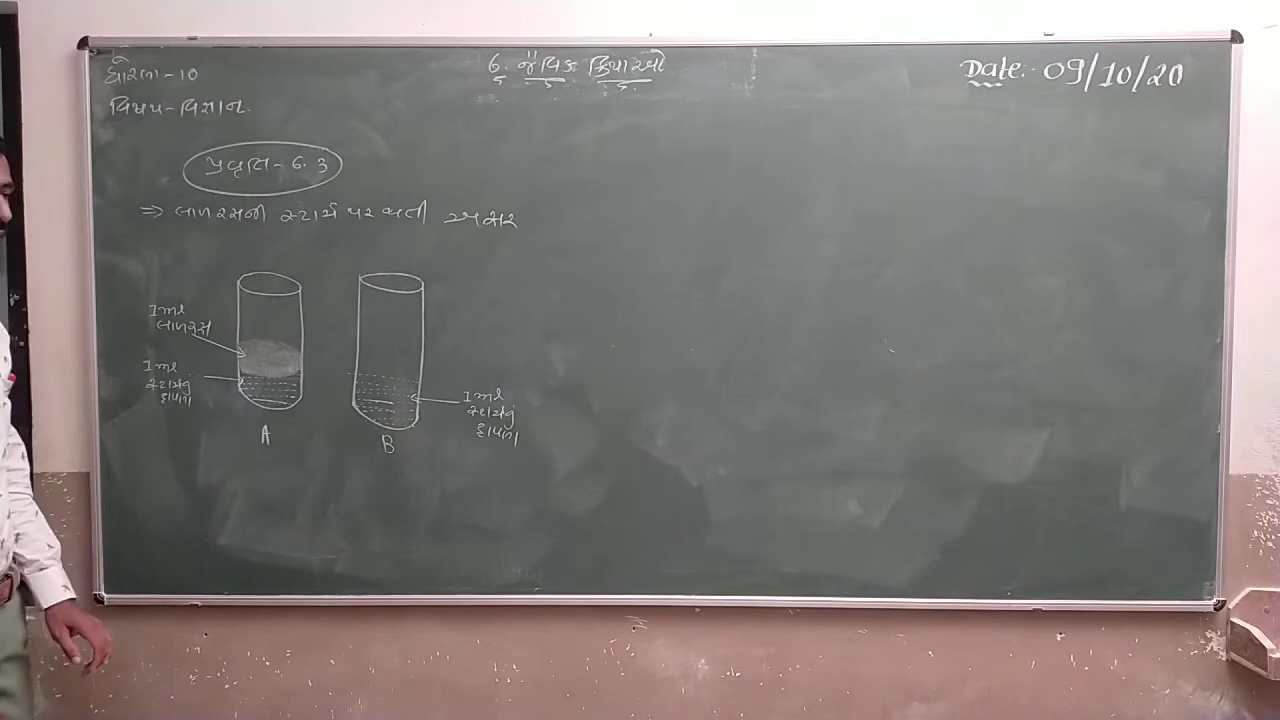 ધોરણ-10
વિષય-વિજ્ઞાન.
6. જૈવિક ક્રિયાઓ
Date:- 09/10/20
પ્રવૃત્તિ-6.3
⇒ લાળરસની સ્ટાર્ચ પર થતી અસર
1ml
લાળરસ
1ml
સ્ટાર્ચનું
દ્રાવણ
A
B
1ml
સ્ટાર્ચનું
દ્રાવણ